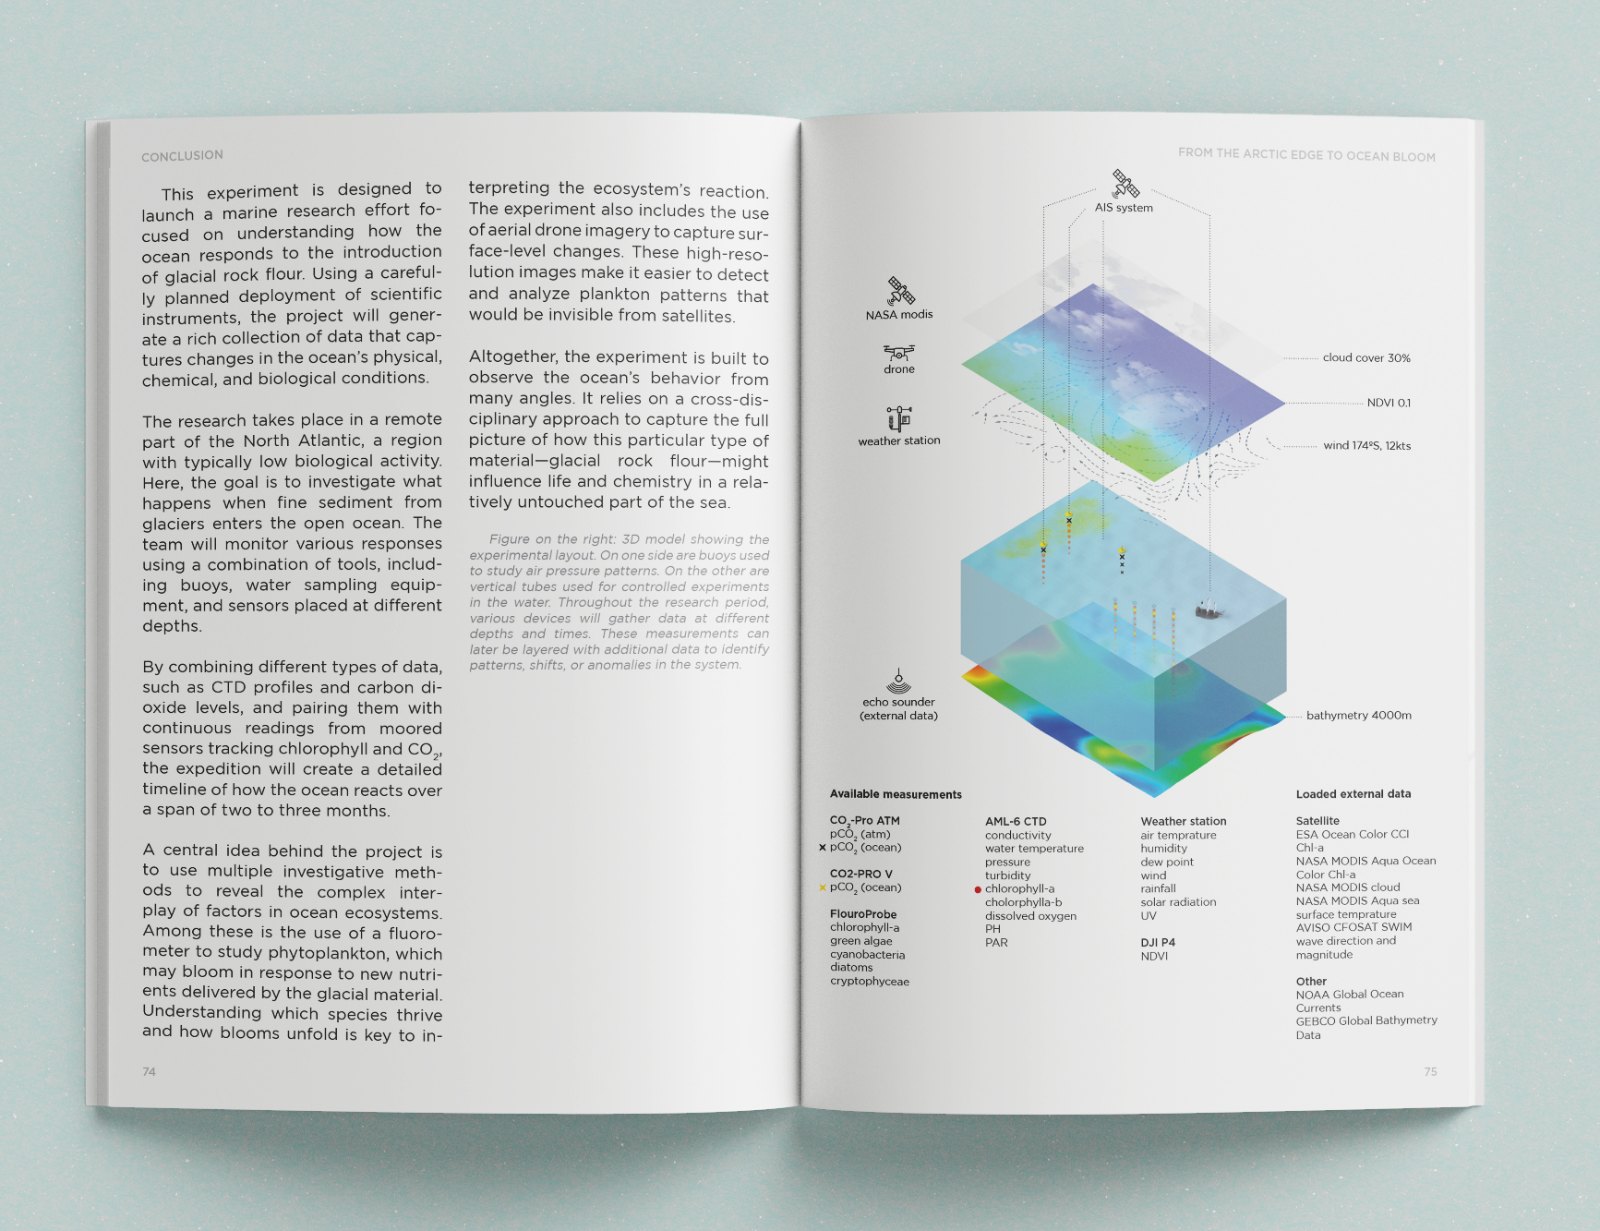 CONCLUSION
This experiment is designed to
launch a marine research effort fo-
cused on understanding how the
ocean responds to the introduction
of glacial rock flour. Using a careful-
ly planned deployment of scientific
instruments, the project will gener-
ate a rich collection of data that cap-
tures changes in the ocean's physical,
chemical, and biological conditions.
The research takes place in a remote
part of the North Atlantic, a region
with typically low biological activity.
Here, the goal is to investigate what
happens when fine sediment from
glaciers enters the open ocean. The
team will monitor various responses
using a combination of tools, includ-
ing buoys, water sampling equip-
ment, and sensors placed at different
depths.
By combining different types of data,
such as CTD profiles and carbon di-
oxide levels, and pairing them with
continuous readings from moored
sensors tracking chlorophyll and CO₂,
the expedition will create a detailed
timeline of how the ocean reacts over
a span of two to three months.
A central idea behind the project is
to use multiple investigative meth-
ods to reveal the complex inter-
play of factors in ocean ecosystems.
Among these is the use of a fluoro-
meter to study phytoplankton, which
may bloom in response to new nutri-
ents delivered by the glacial material.
Understanding which species thrive
and how blooms unfold is key to in-
terpreting the ecosystem's reaction.
The experiment also includes the use
of aerial drone imagery to capture sur-
face-level changes. These high-reso-
lution images make it easier to detect
and analyze plankton patterns that
would be invisible from satellites.
Altogether, the experiment is built to
observe the ocean's behavior from
many angles. It relies on a cross-dis-
ciplinary approach to capture the full
picture of how this particular type of
material—glacial rock flour—might
influence life and chemistry in a rela-
tively untouched part of the sea.
Figure on the right: 3D model showing the
experimental layout. On one side are buoys used
to study air pressure patterns. On the other are
vertical tubes used for controlled experiments
in the water. Throughout the research period,
various devices will gather data at different
depths and times. These measurements can
later be layered with additional data to identify
patterns, shifts, or anomalies in the system.
74
FROM THE ARCTIC EDGE TO OCEAN BLOOM
AIS system
NASA modis
drone
weather station
cloud cover 30%
NDVI 0.1
wind 174ºS, 12kts
echo sounder
(external data)
bathymetry 4000m
Available measurements
CO₂-Pro ATM
pCO₂ (atm)
× pCO₂ (ocean)
CO2-PRO V
× pCO₂ (ocean)
FlouroProbe
chlorophyll-a
green algae
cyanobacteria
diatoms
cryptophyceae
AML-6 CTD
conductivity
water temperature
pressure
turbidity
● chlorophyll-a
cholorphylla-b
dissolved oxygen
PH
PAR
Weather station
air temprature
humidity
dew point
wind
rainfall
solar radiation
UV
DJI P4
NDVI
Loaded external data
Satellite
ESA Ocean Color CCI
Chl-a
NASA MODIS Aqua Ocean
Color Chl-a
NASA MODIS cloud
NASA MODIS Aqua sea
surface temprature
AVISO CFOSAT SWIM
wave direction and
magnitude
Other
NOAA Global Ocean
Currents
GEBCO Global Bathymetry
Data
75